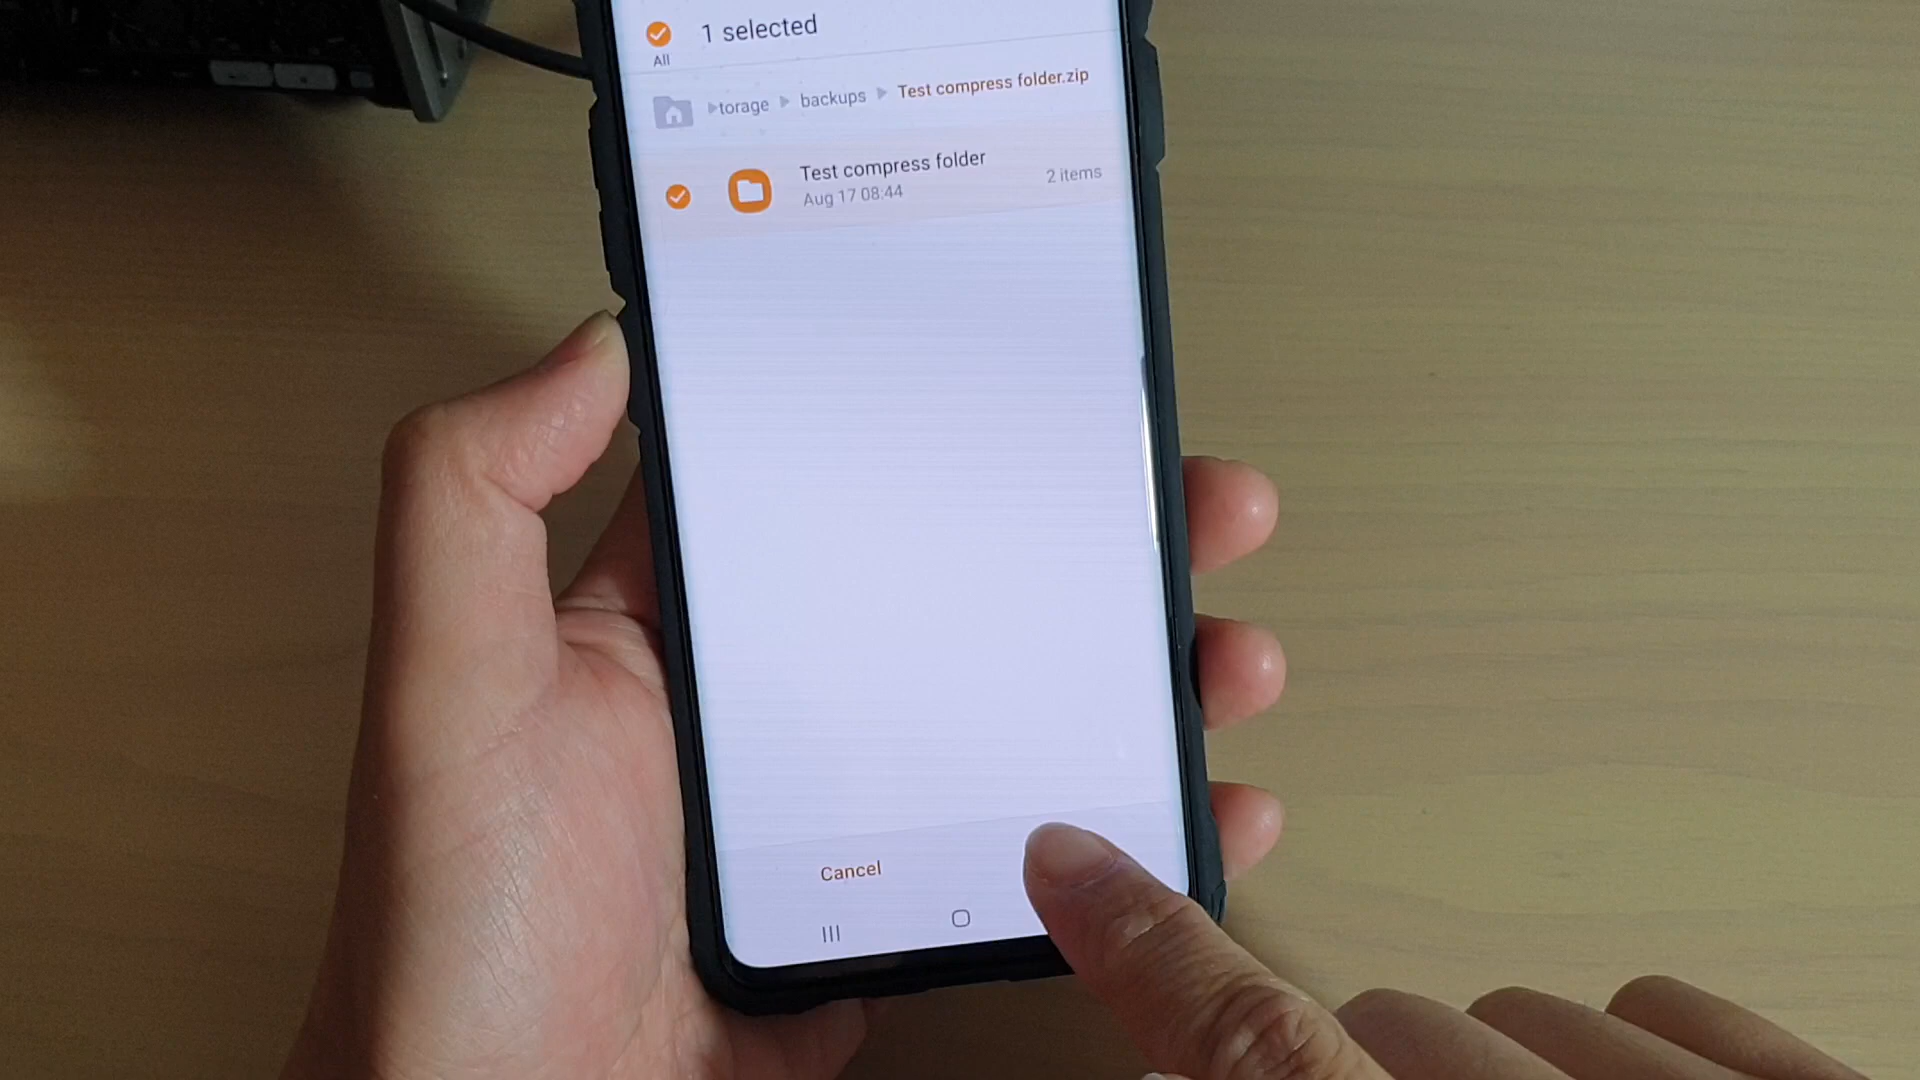 1 selected
All
torage backups Test compress folder.zip
Test compress folder
Aug 17 08:44
2 items
Cancel